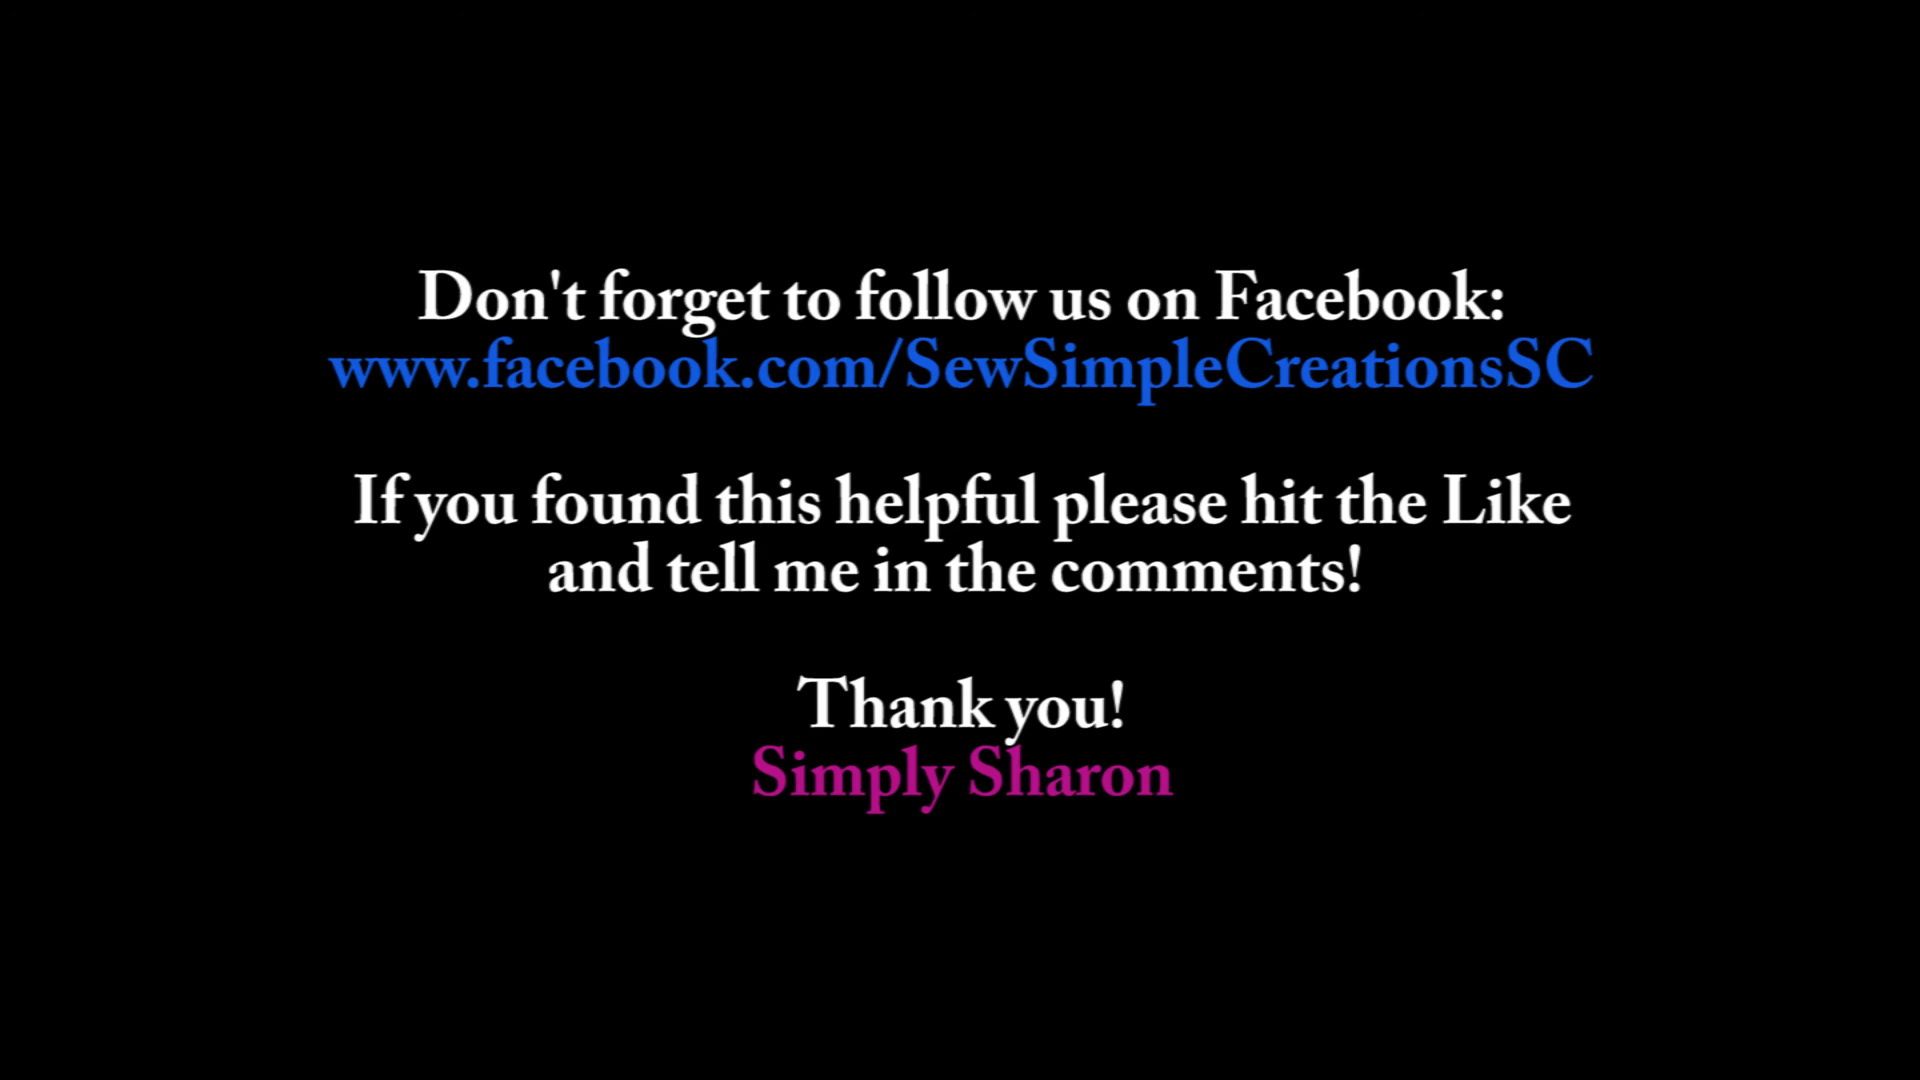 Don't forget to follow us on Facebook:
www.facebook.com/SewSimpleCreationsSC
If you found this helpful please hit the Like
and tell me in the comments!
Thank you!
Simply Sharon